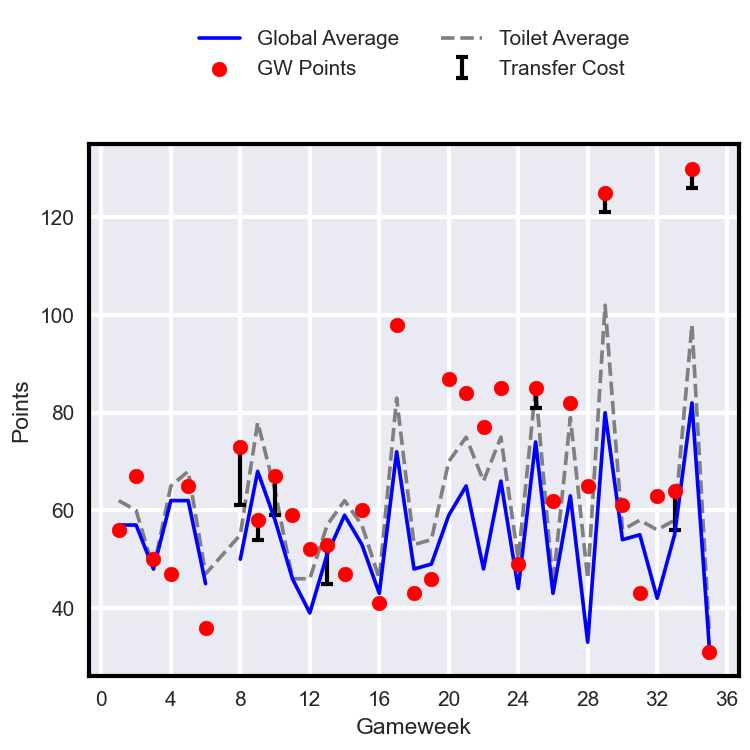 Global Average
Toilet Average
GW Points
Transfer Cost
120
100
80
60
40
Points
0 4 8 12 16 20 24 28 32 36
Gameweek